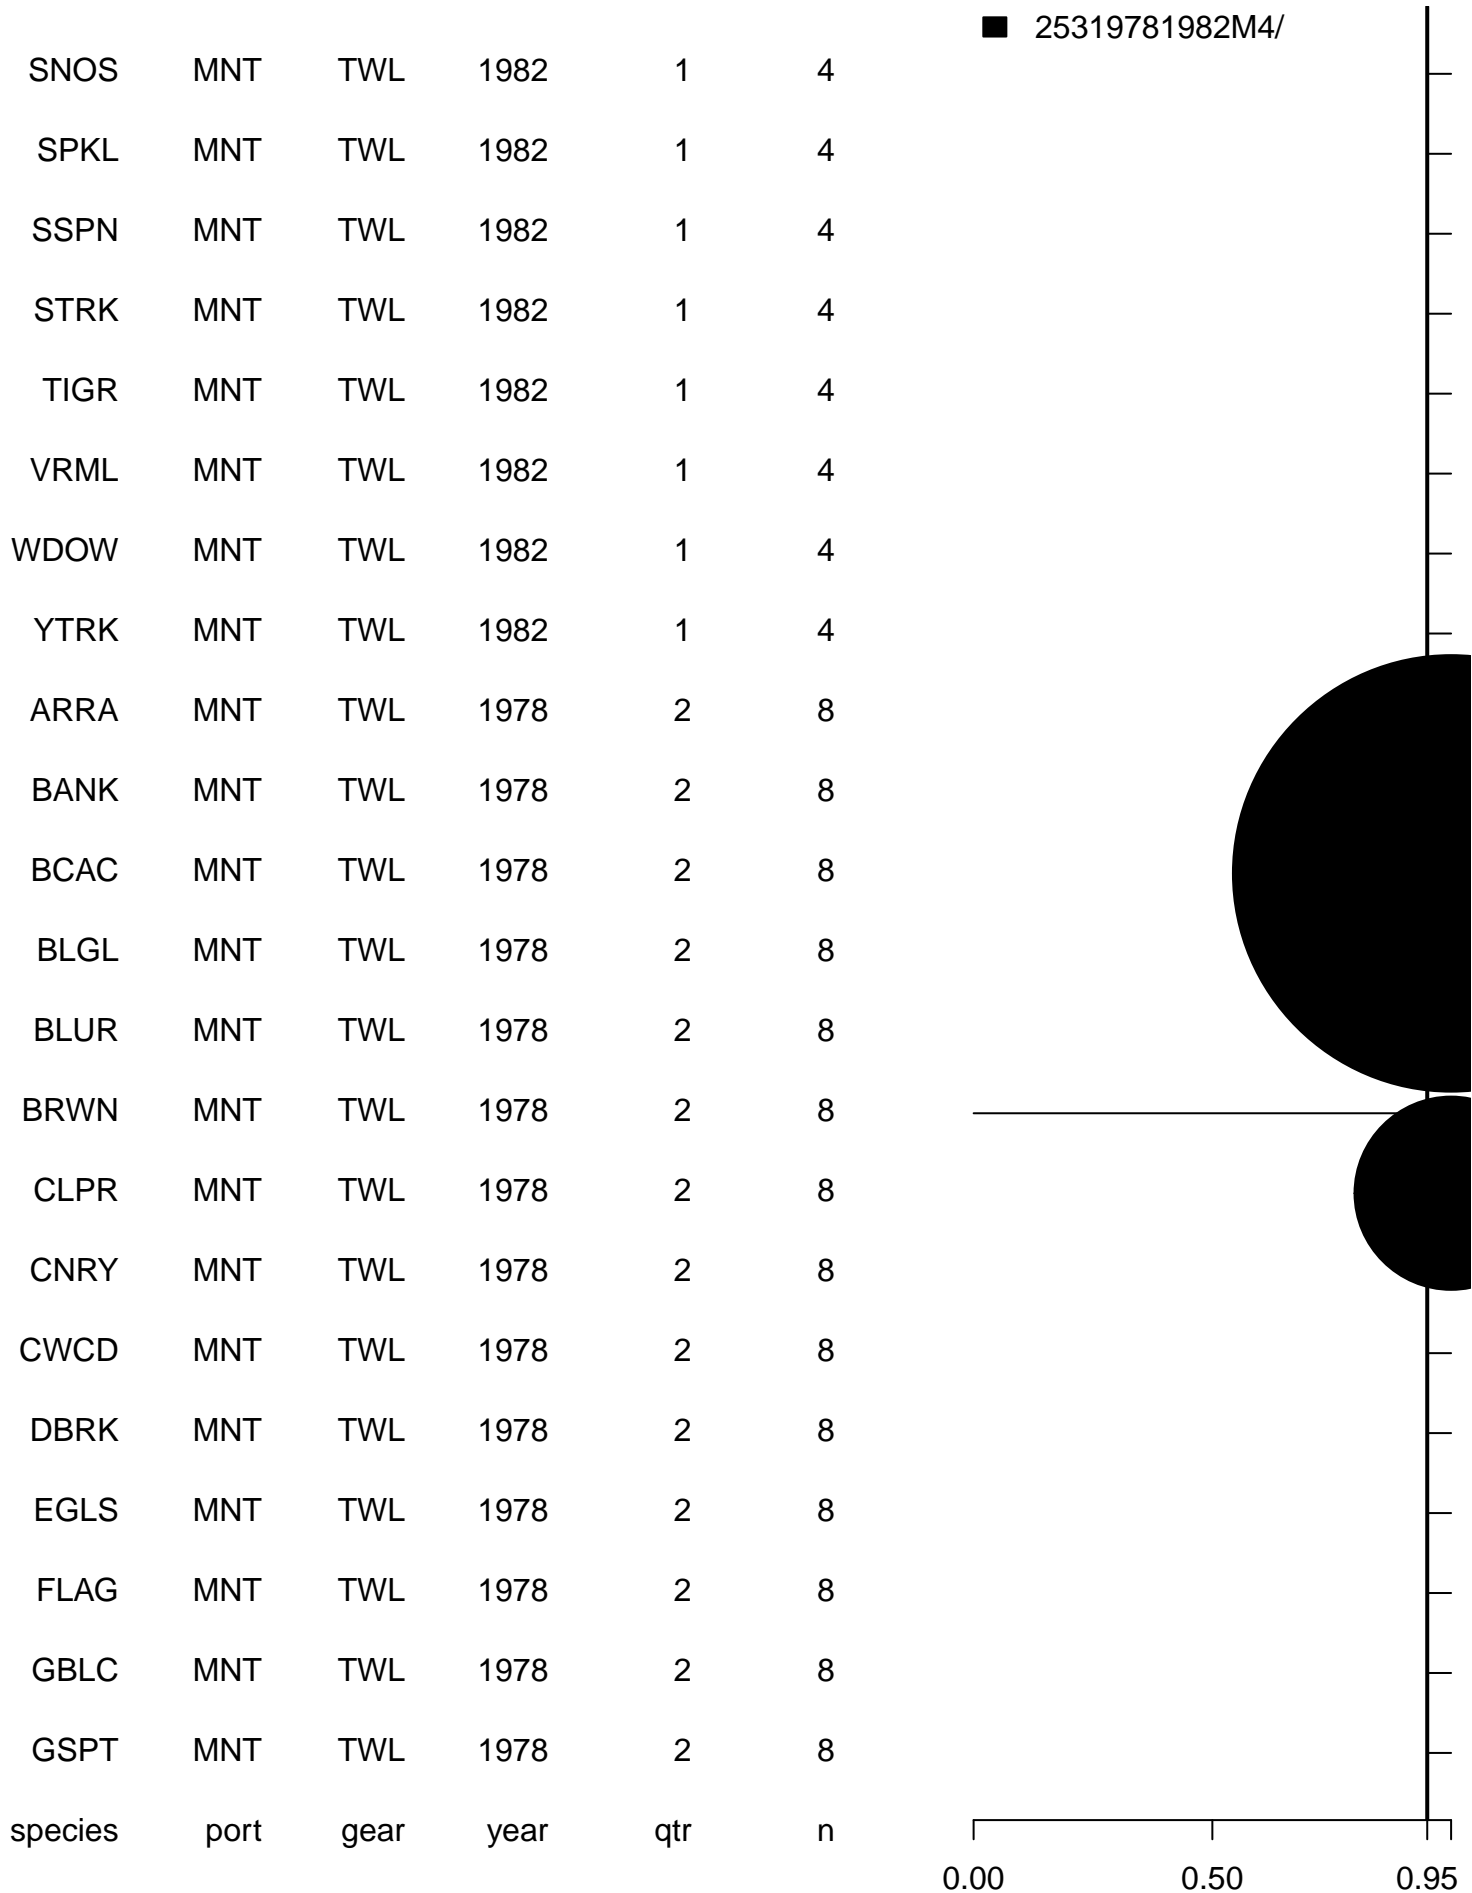 25319781982M4/
SNOS MNT TWL 1982 1 4
SPKL MNT TWL 1982 1 4
SSPN MNT TWL 1982 1 4
STRK MNT TWL 1982 1 4
TIGR MNT TWL 1982 1 4
VRML MNT TWL 1982 1 4
WDOW MNT TWL 1982 1 4
YTRK MNT TWL 1982 1 4
ARRA MNT TWL 1978 2 8
BANK MNT TWL 1978 2 8
BCAC MNT TWL 1978 2 8
BLGL MNT TWL 1978 2 8
BLUR MNT TWL 1978 2 8
BRWN MNT TWL 1978 2 8
CLPR MNT TWL 1978 2 8
CNRY MNT TWL 1978 2 8
CWCD MNT TWL 1978 2 8
DBRK MNT TWL 1978 2 8
EGLS MNT TWL 1978 2 8
FLAG MNT TWL 1978 2 8
GBLC MNT TWL 1978 2 8
GSPT MNT TWL 1978 2 8
species port gear year qtr n
0.00 0.50 0.95